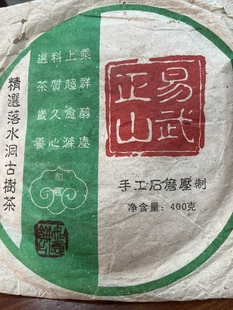 易武
正山
手工石磨壓制
净含量：400克
選料上乘
茶質超群
歲久愈醇
養心滌塵
精選落水洞古樹茶